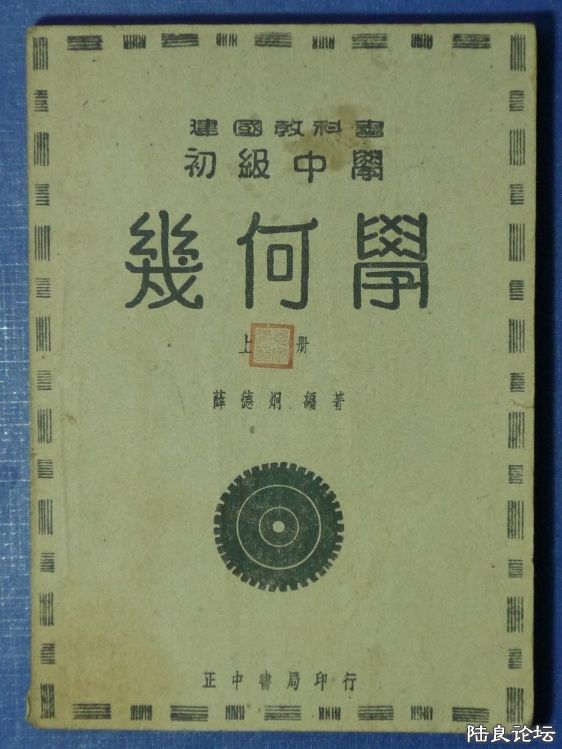 建國教科書
初級中學
幾何學
上册
薛德炯編著
正中書局印行
陆良论坛